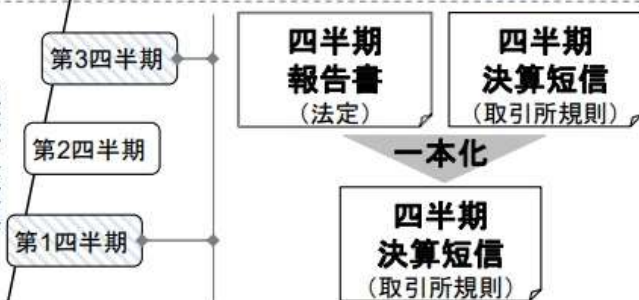 第3四半期
第2四半期
第1四半期
四半期
報告書
（法定）
四半期
決算短信
（取引所規則）
一本化
四半期
決算短信
（取引所規則）